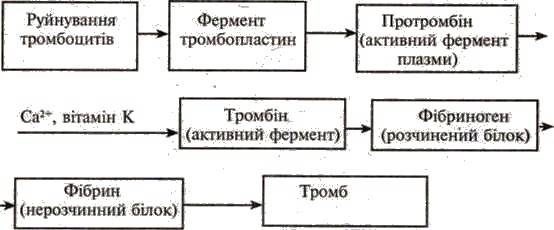 Руйнування
тромбоцитів
Фермент
тромбопластин
Протромбін
(активний фермент
плазми)
Ca²⁺, вітамін К
Тромбін
(активний фермент)
Фібриноген
(розчинений білок)
Фібрин
(нерозчинний білок)
Тромб